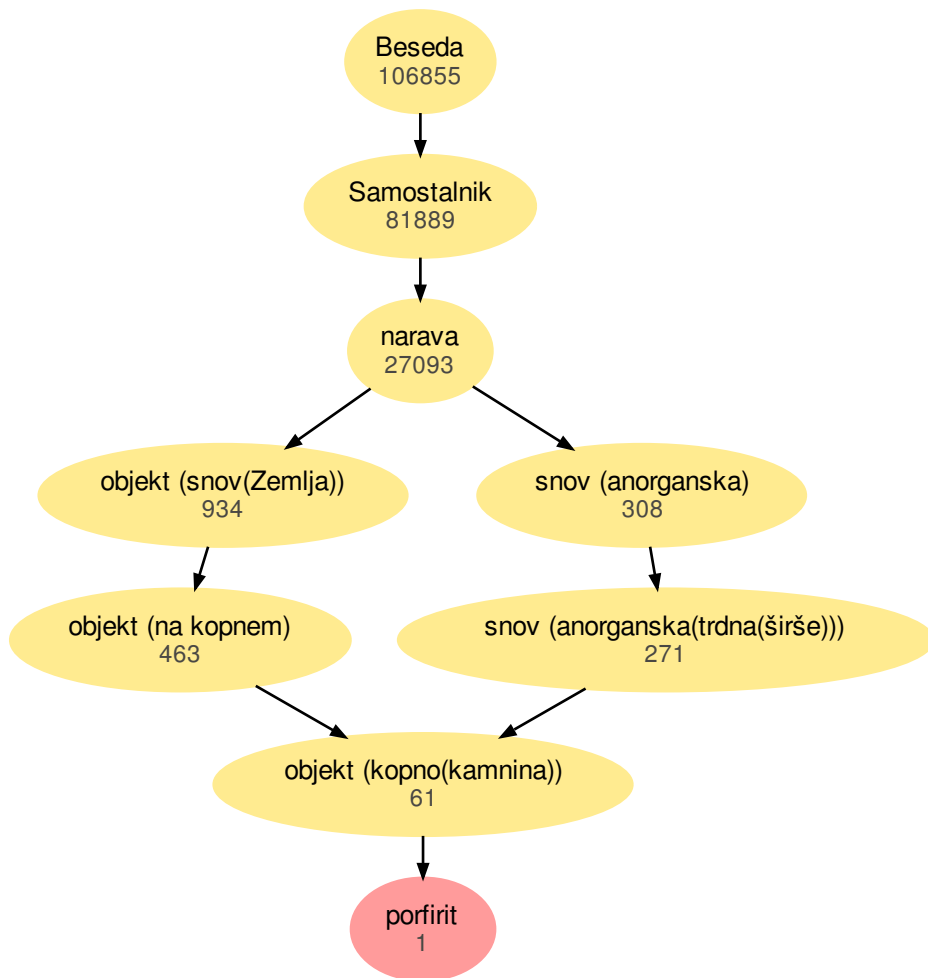 Beseda
106855
Samostalnik
81889
narava
27093
objekt (snov(Zemlja))
934
snov (anorganska)
308
objekt (na kopnem)
463
snov (anorganska(trdna(širše)))
271
objekt (kopno(kamnina))
61
porfirit
1